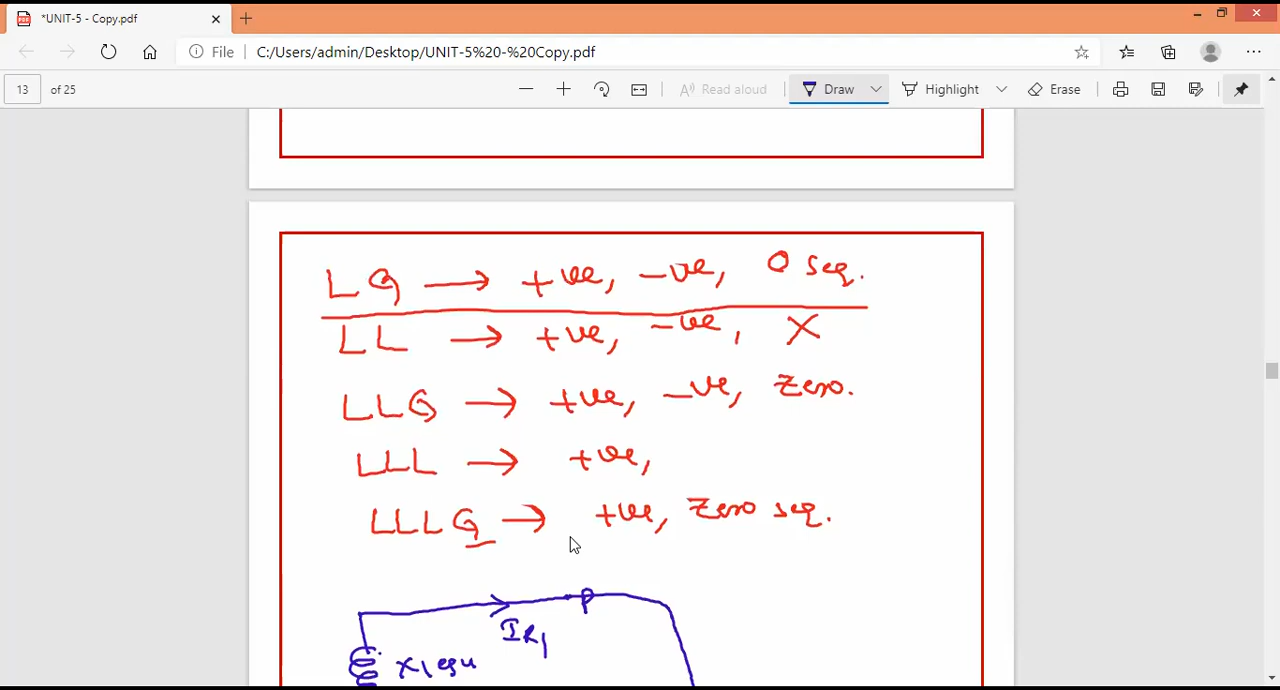 *UNIT-5 - Copy.pdf
File C:/Users/admin/Desktop/UNIT-5%20-%20Copy.pdf
13 of 25 Read aloud Draw Highlight Erase
LG → +ve, -ve, 0 seq.
LL → +ve, -ve, X
LLG → +ve, -ve, Zero.
LLL → +ve,
LLLG → +ve, Zero seq.
P
IR1
X1equ